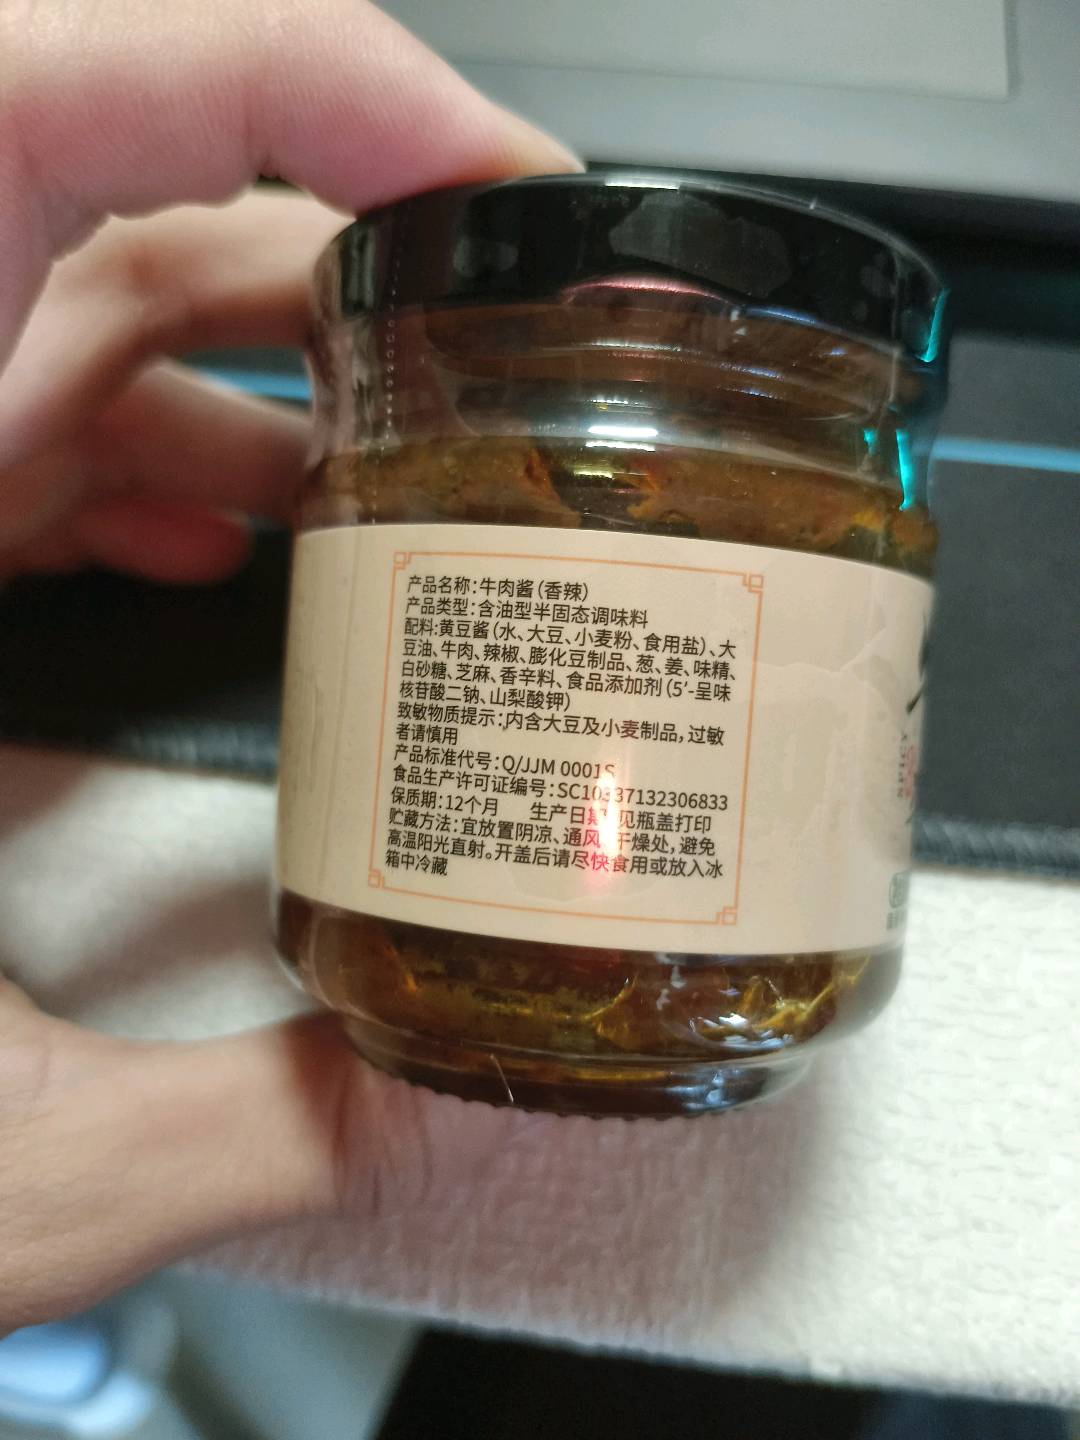 产品名称:牛肉酱(香辣)
产品类型:含油型半固态调味料
配料:黄豆酱(水、大豆、小麦粉、食用盐)、大
豆油、牛肉、辣椒、膨化豆制品、葱、姜、味精、
白砂糖、芝麻、香辛料、食品添加剂(5'-呈味
核苷酸二钠、山梨酸钾)
致敏物质提示:内含大豆及小麦制品,过敏
者请慎用
产品标准代号:Q/JJM 0001S
食品生产许可证编号:SC10337132306833
保质期:12个月 生产日期:见瓶盖打印
贮藏方法:宜放置阴凉、通风、干燥处,避免
高温阳光直射。开盖后请尽快食用或放入冰
箱中冷藏